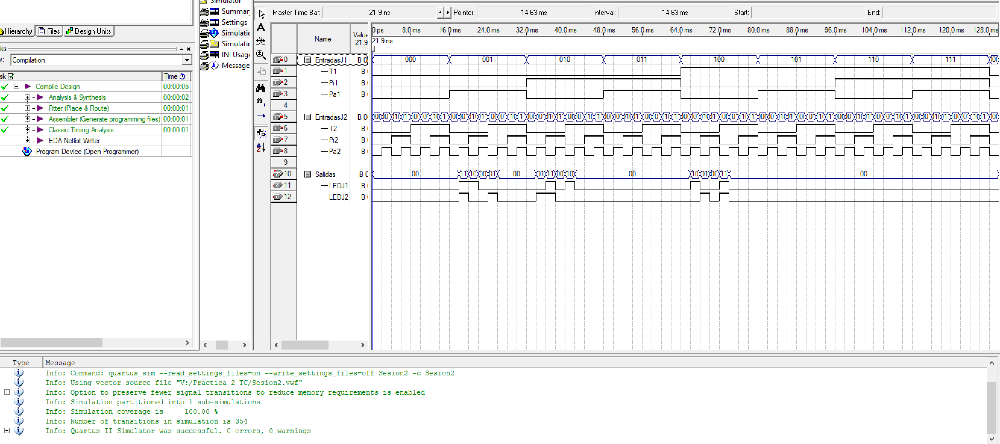 Simulator
Summar
Settings
Simulatic
Simulatic
INI Usag
Message
Hierarchy Files Design Units
Compilation
Time
Compile Design 00:00:05
Analysis & Synthesis 00:00:02
Fitter (Place & Route) 00:00:01
Assembler (Generate programming files) 00:00:01
Classic Timing Analysis 00:00:01
EDA Netlist Writer
Program Device (Open Programmer)
Master Time Bar: 21.9 ns Pointer: 14.63 ms Interval: 14.63 ms Start: End:
Name Value 21.9
0 ps 8.0 ms 16.0 ms 24.0 ms 32.0 ms 40.0 ms 48.0 ms 56.0 ms 64.0 ms 72.0 ms 80.0 ms 88.0 ms 96.0 ms 104.0 ms 112.0 ms 120.0 ms 128.0 ms
21.9 ns
0 EntradasJ1 B 0 000 001 010 011 100 101 110 111
1 T1 B
2 Pi1 B
3 Pa1 B
4
5 EntradasJ2 B 0
6 T2 B
7 Pi2 B
8 Pa2 B
9
10 Salidas B 0 00 11 10 00 01 00 01 11 00 10 00 10 01 00 11 00
11 LEDJ1 B
12 LEDJ2 B
Type Message
Info: Command: quartus_sim --read_settings_files=on --write_settings_files=off Sesion2 -c Sesion2
Info: Using vector source file "V:/Practica 2 TC/Sesion2.vwf"
Info: Option to preserve fewer signal transitions to reduce memory requirements is enabled
Info: Simulation partitioned into 1 sub-simulations
Info: Simulation coverage is 100.00 %
Info: Number of transitions in simulation is 354
Info: Quartus II Simulator was successful. 0 errors, 0 warnings